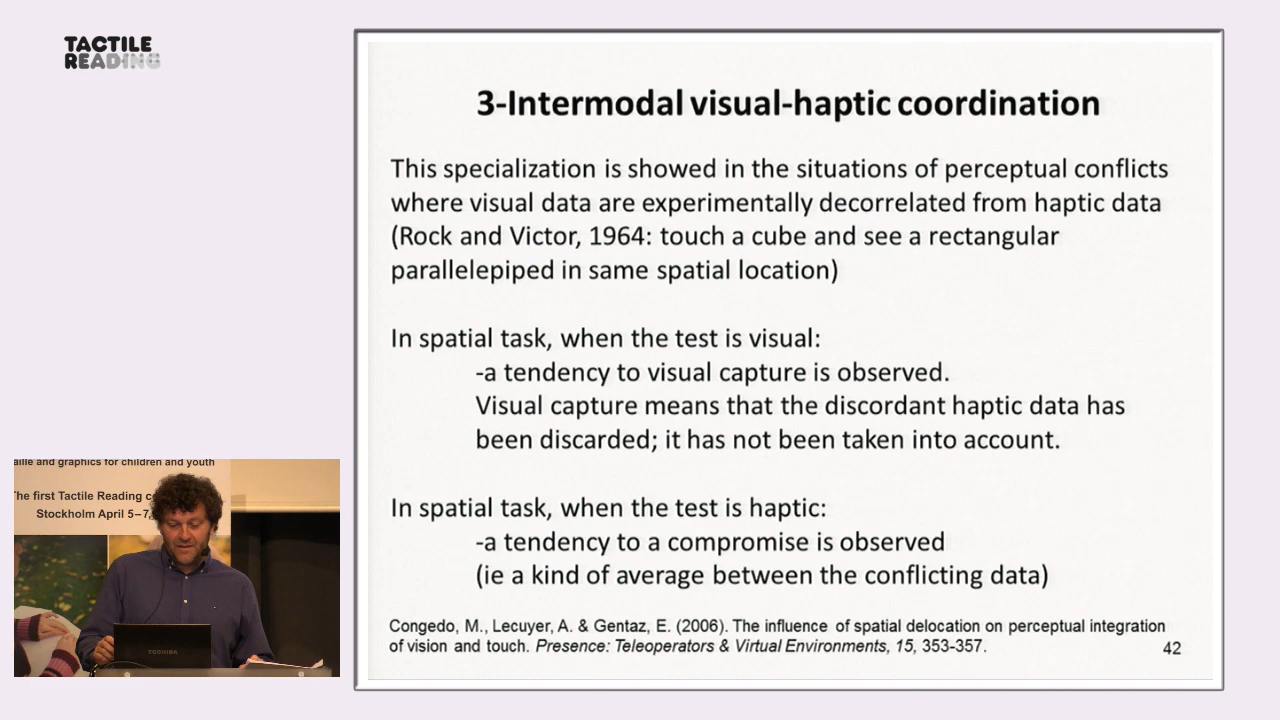 TACTILE
READING
3-Intermodal visual-haptic coordination
This specialization is showed in the situations of perceptual conflicts
where visual data are experimentally decorrelated from haptic data
(Rock and Victor, 1964: touch a cube and see a rectangular
parallelepiped in same spatial location)
In spatial task, when the test is visual:
-a tendency to visual capture is observed.
Visual capture means that the discordant haptic data has
been discarded; it has not been taken into account.
In spatial task, when the test is haptic:
-a tendency to a compromise is observed
(ie a kind of average between the conflicting data)
Congedo, M., Lecuyer, A. & Gentaz, E. (2006). The influence of spatial delocation on perceptual integration
of vision and touch. Presence: Teleoperators & Virtual Environments, 15, 353-357.
42
and graphics for children and youth
first Tactile Reading
Stockholm April 5–7,
TOSHIBA